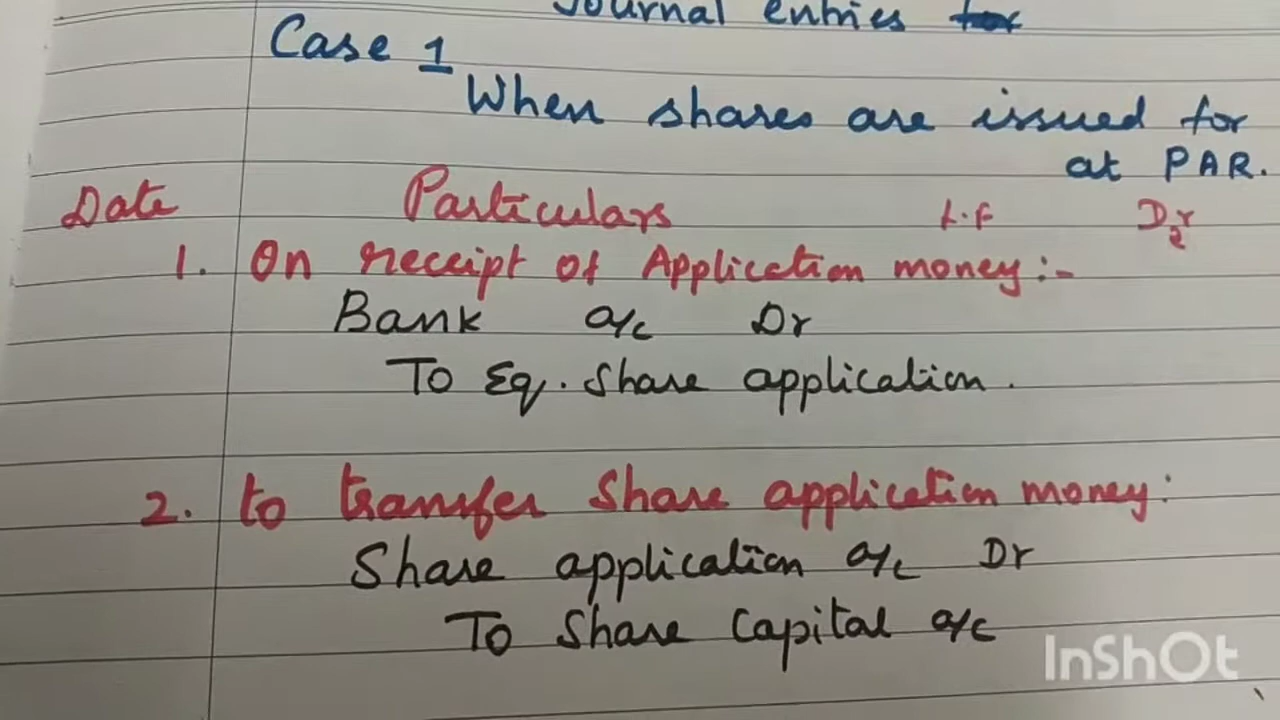 Journal entries for
Case 1
When shares are issued for
at PAR.
Date Particulars L.F Dr
1. On receipt of Application money:-
Bank a/c Dr
To Eq. Share application.
2. to transfer Share application money:
Share application a/c Dr
To Share Capital a/c
InShOt